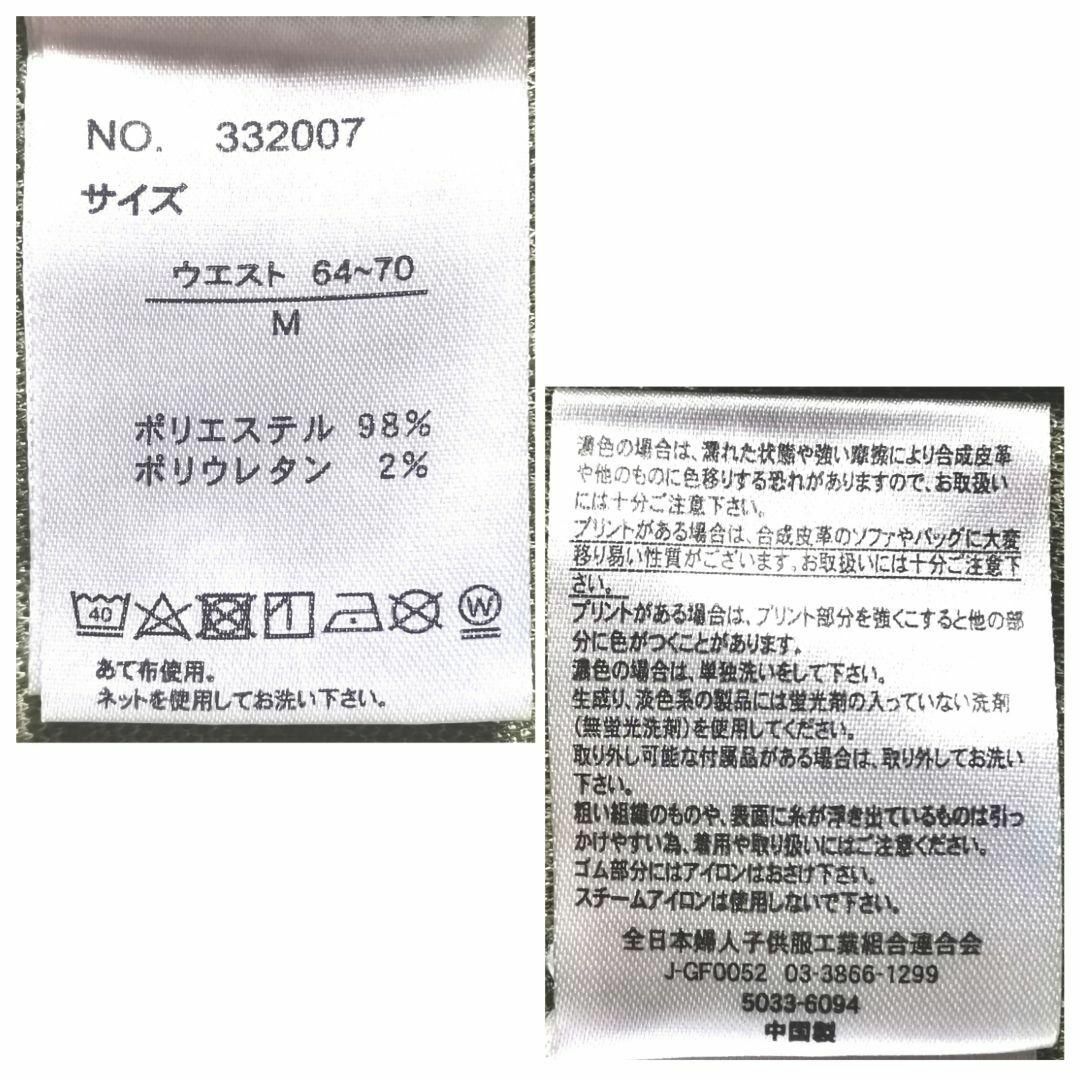 NO. 332007
サイズ
ウエスト 64~70
M
ポリエステル 98%
ポリウレタン 2%
40
W
あて布使用。
ネットを使用してお洗い下さい。
濃色の場合は、濡れた状態や強い摩擦により合成皮革
や他のものに色移りする恐れがありますので、お取扱い
には十分ご注意下さい。
プリントがある場合は、合成皮革のソファやバッグに大変
移り易い性質がございます。お取扱いには十分ご注意下
さい。
プリントがある場合は、プリント部分を強くこすると他の部
分に色がつくことがあります。
濃色の場合は、単独洗いをして下さい。
生成り、淡色系の製品には蛍光剤の入っていない洗剤
(無蛍光洗剤)を使用してください。
取り外し可能な付属品がある場合は、取り外してお洗い
下さい。
粗い組織のものや、表面に糸が浮き出ているものは引っ
かけやすい為、着用や取り扱いにはご注意ください。
ゴム部分にはアイロンはおさけ下さい。
スチームアイロンは使用しないで下さい。
全日本婦人子供服工業組合連合会
J-GF0052 03-3866-1299
5033-6094
中国製